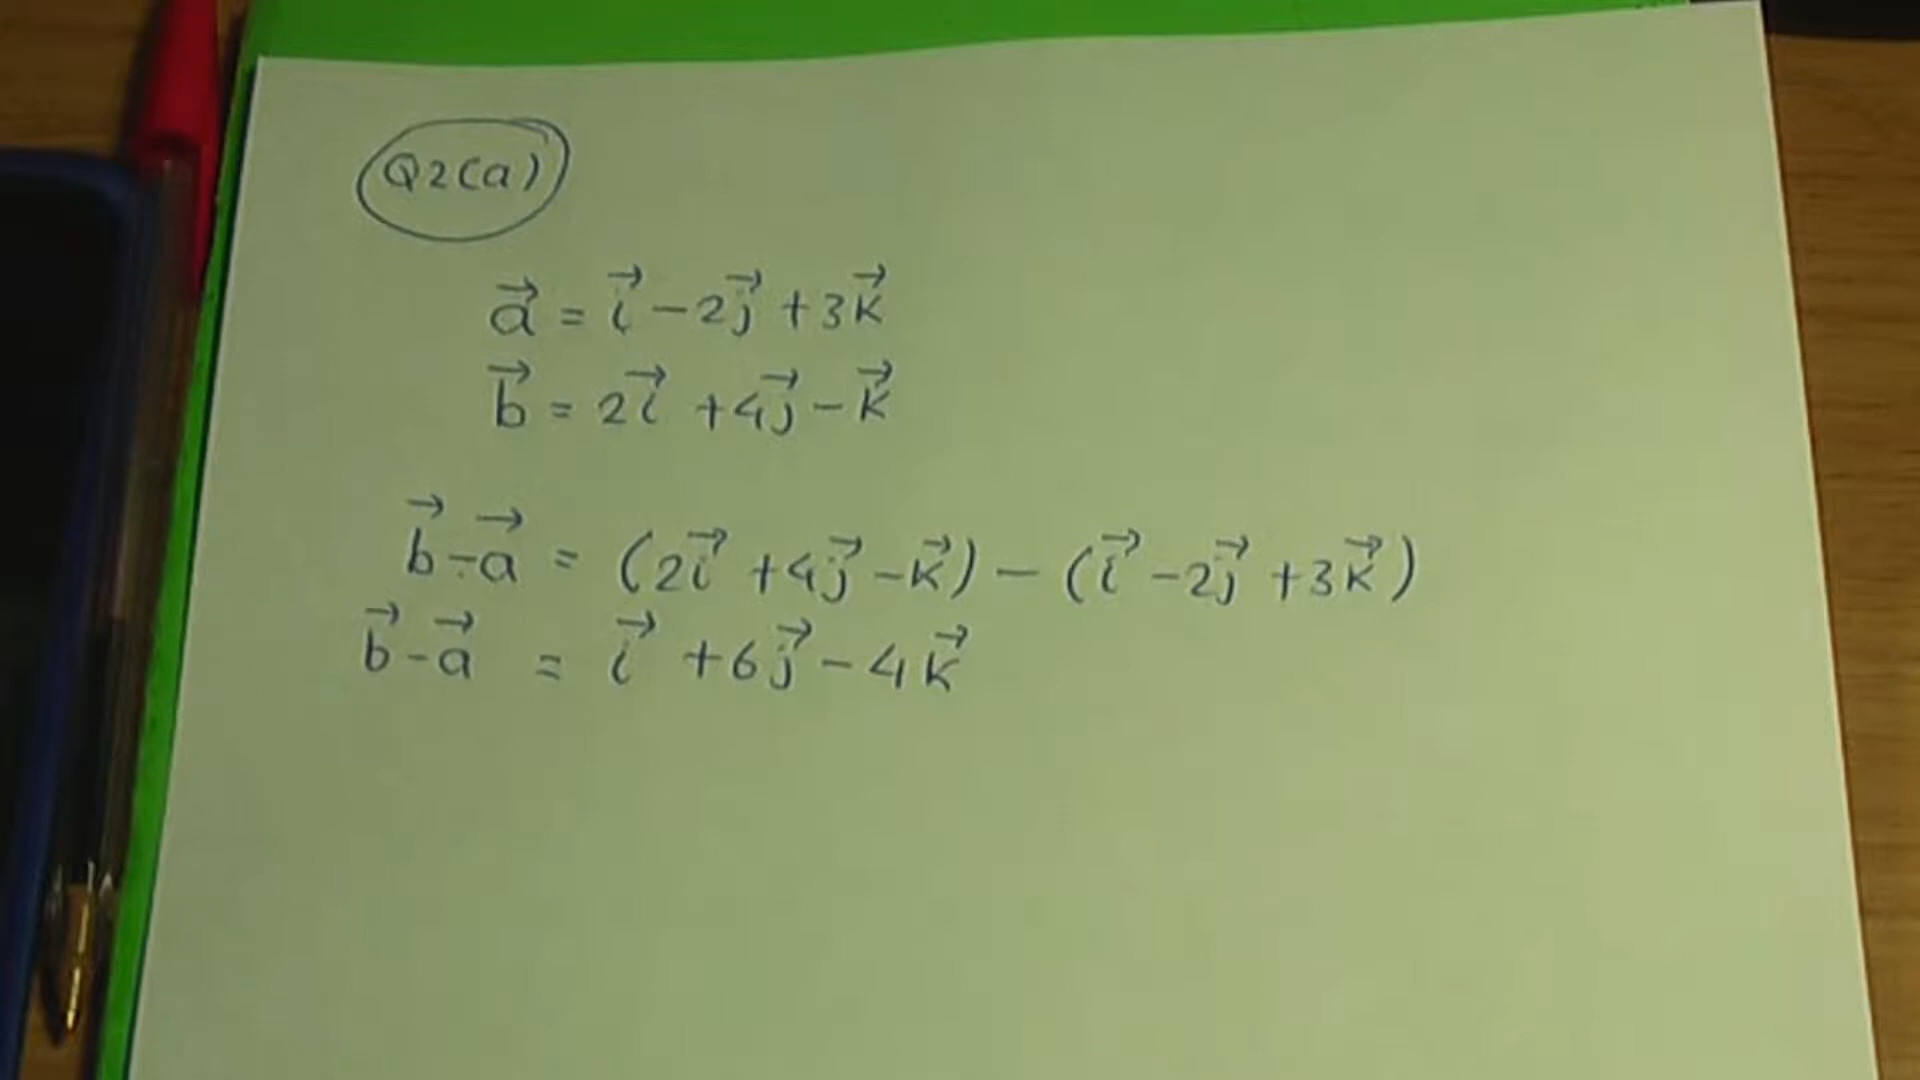 Q2(a)
a⃗ = i⃗ - 2j⃗ + 3k⃗
b⃗ = 2i⃗ + 4j⃗ - k⃗
b⃗ - a⃗ = (2i⃗ + 4j⃗ - k⃗) - (i⃗ - 2j⃗ + 3k⃗)
b⃗ - a⃗ = i⃗ + 6j⃗ - 4k⃗